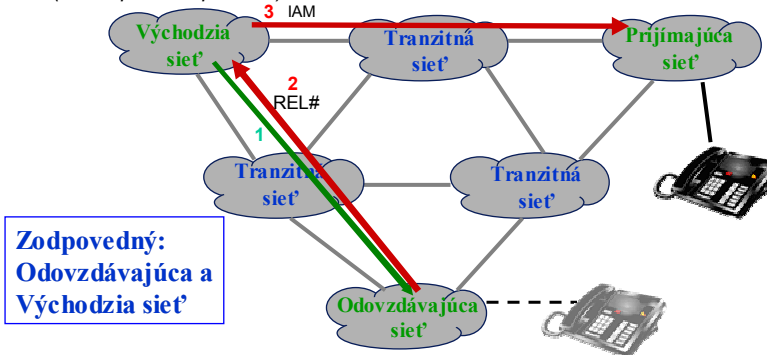 3 IAM
Východzia
sieť
Tranzitná
sieť
Prijímajúca
sieť
2
REL#
1
Tranzitná
sieť
Tranzitná
sieť
Zodpovedný:
Odovzdávajúca a
Východzia sieť
Odovzdávajúca
sieť